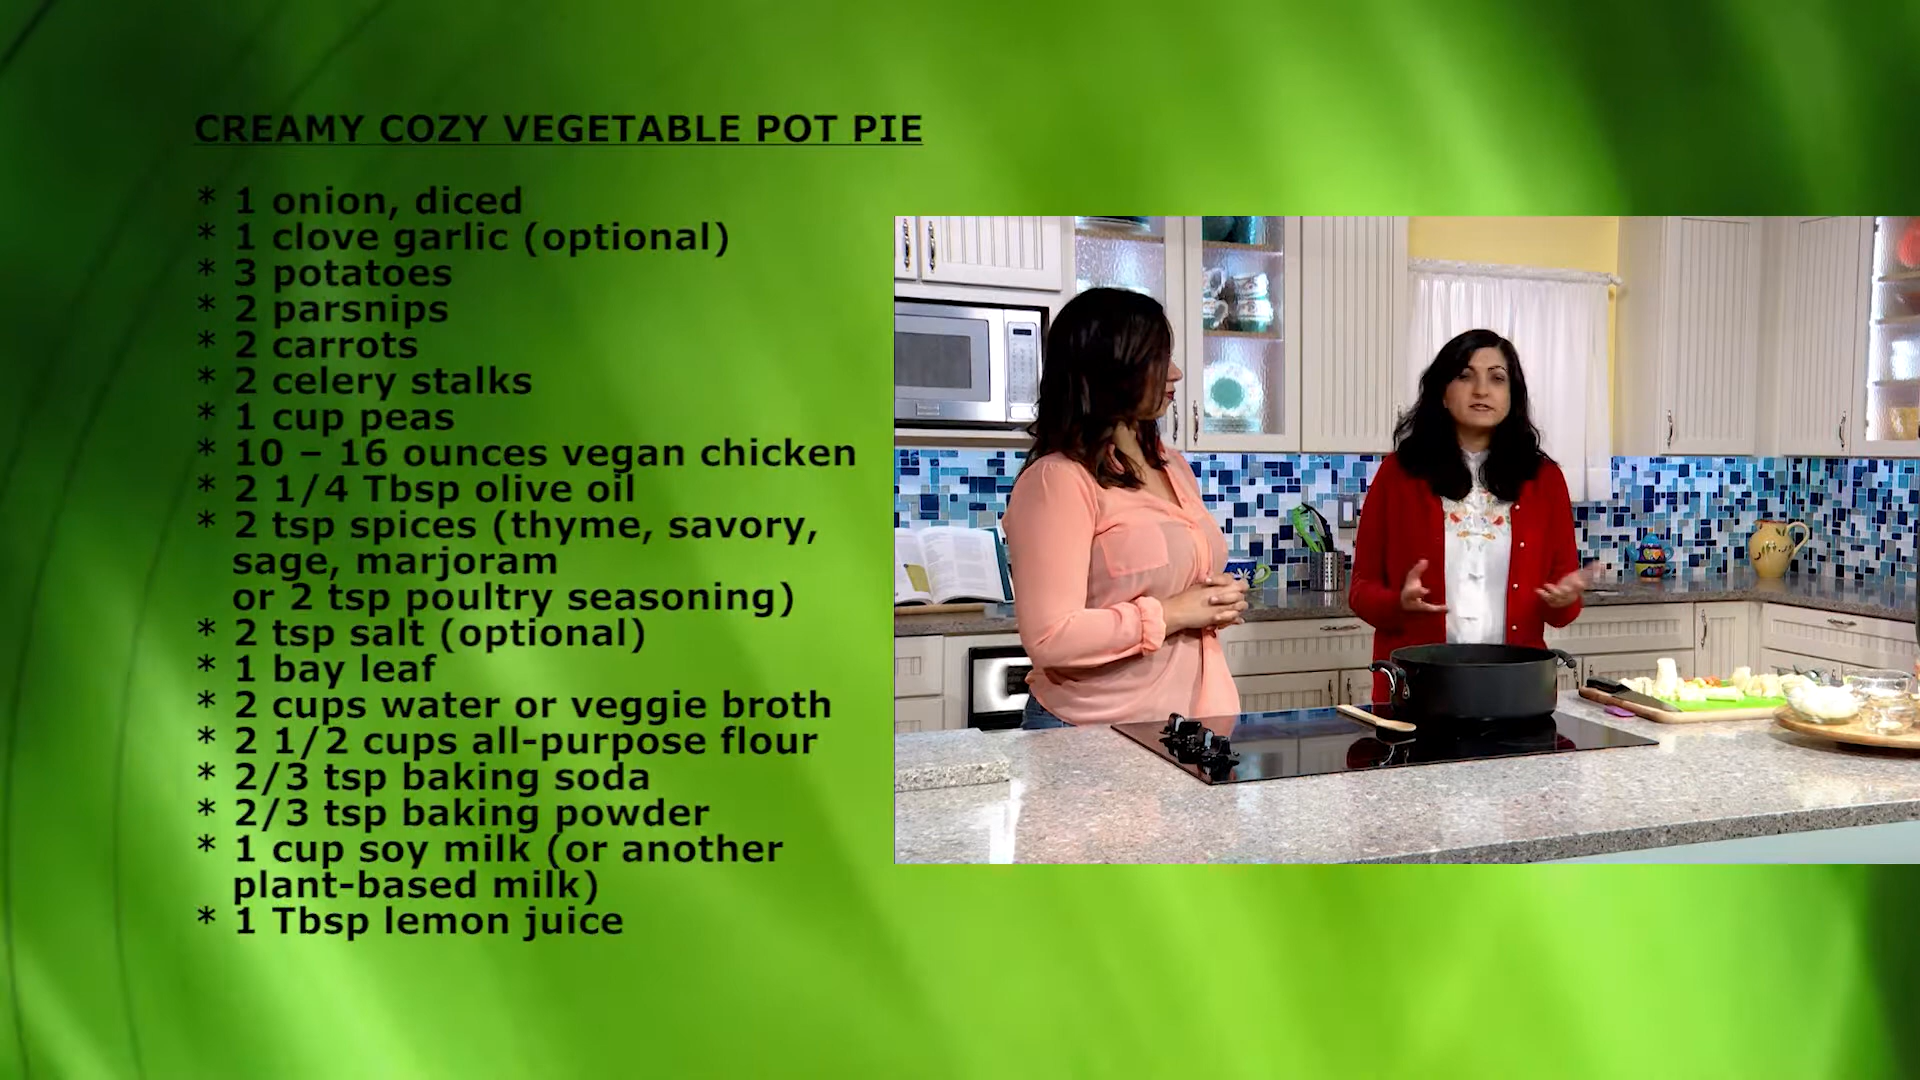 CREAMY COZY VEGETABLE POT PIE
* 1 onion, diced
* 1 clove garlic (optional)
* 3 potatoes
* 2 parsnips
* 2 carrots
* 2 celery stalks
* 1 cup peas
* 10 – 16 ounces vegan chicken
* 2 1/4 Tbsp olive oil
* 2 tsp spices (thyme, savory,
sage, marjoram
or 2 tsp poultry seasoning)
* 2 tsp salt (optional)
* 1 bay leaf
* 2 cups water or veggie broth
* 2 1/2 cups all-purpose flour
* 2/3 tsp baking soda
* 2/3 tsp baking powder
* 1 cup soy milk (or another
plant-based milk)
* 1 Tbsp lemon juice